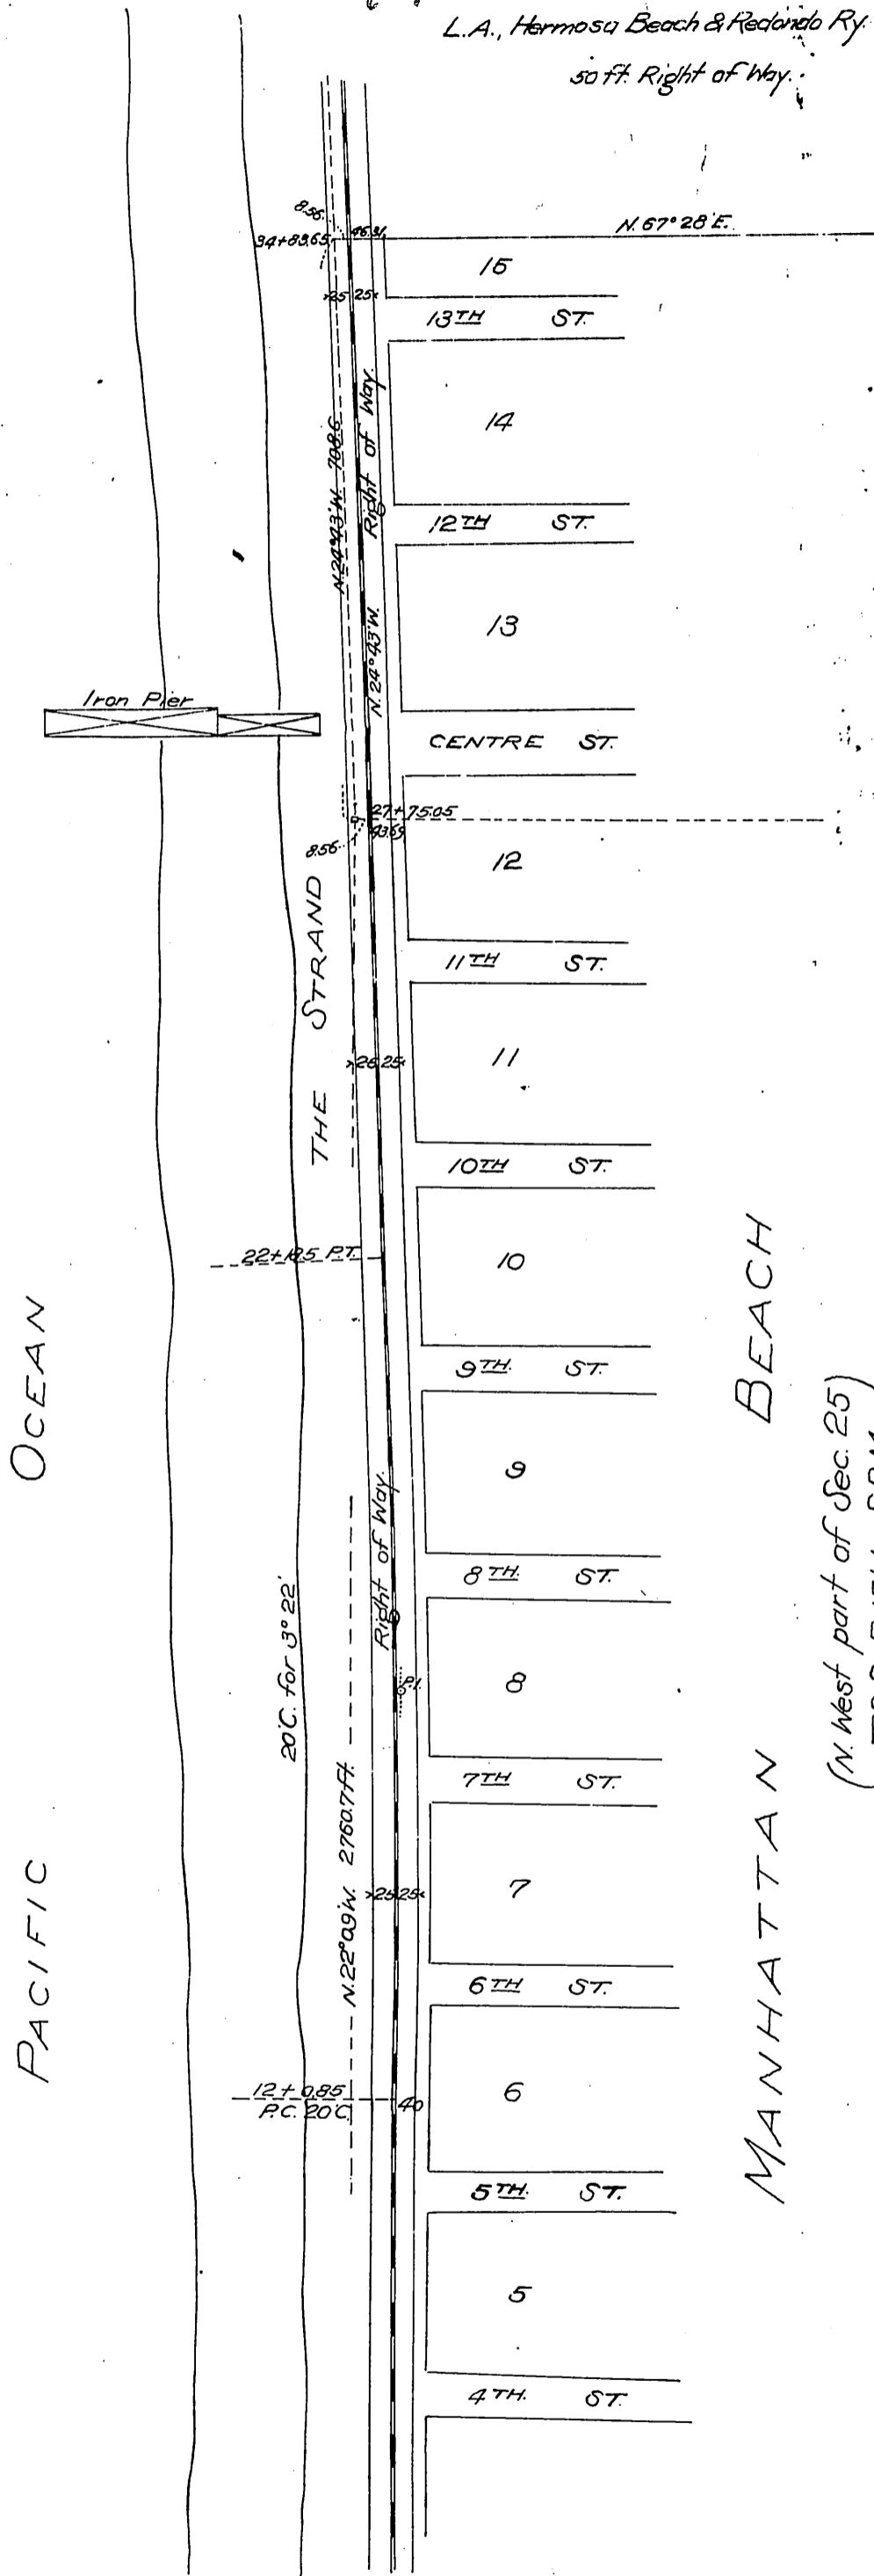 L.A., Hermosa Beach & Redondo Ry.
50 ft. Right of Way.
N. 67° 28' E.
8.56
34+83.65
46.31
15
25 25
13TH ST.
14
N.24°43'W. 708.6
Right of Way.
12TH ST.
13
N. 24°43'W.
Iron Pier
CENTRE ST.
27+75.05
43.69
8.56
12
THE STRAND
11TH ST.
11
25 25
10TH ST.
22+18.5 P.T.
10
9TH. ST.
9
Right of Way.
8TH. ST.
20'C. for 3° 22'
P.I.
8
7TH ST.
N.22°09'W. 2760.7 ft.
25 25
7
6TH ST.
12+0.85
P.C. 20'C.
40
6
5TH. ST.
5
4TH. ST.
PACIFIC OCEAN
MANHATTAN BEACH
(N. West part of Sec. 25)